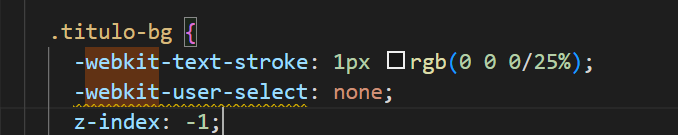 .titulo-bg {
-webkit-text-stroke: 1px rgb(0 0 0/25%);
-webkit-user-select: none;
z-index: -1;